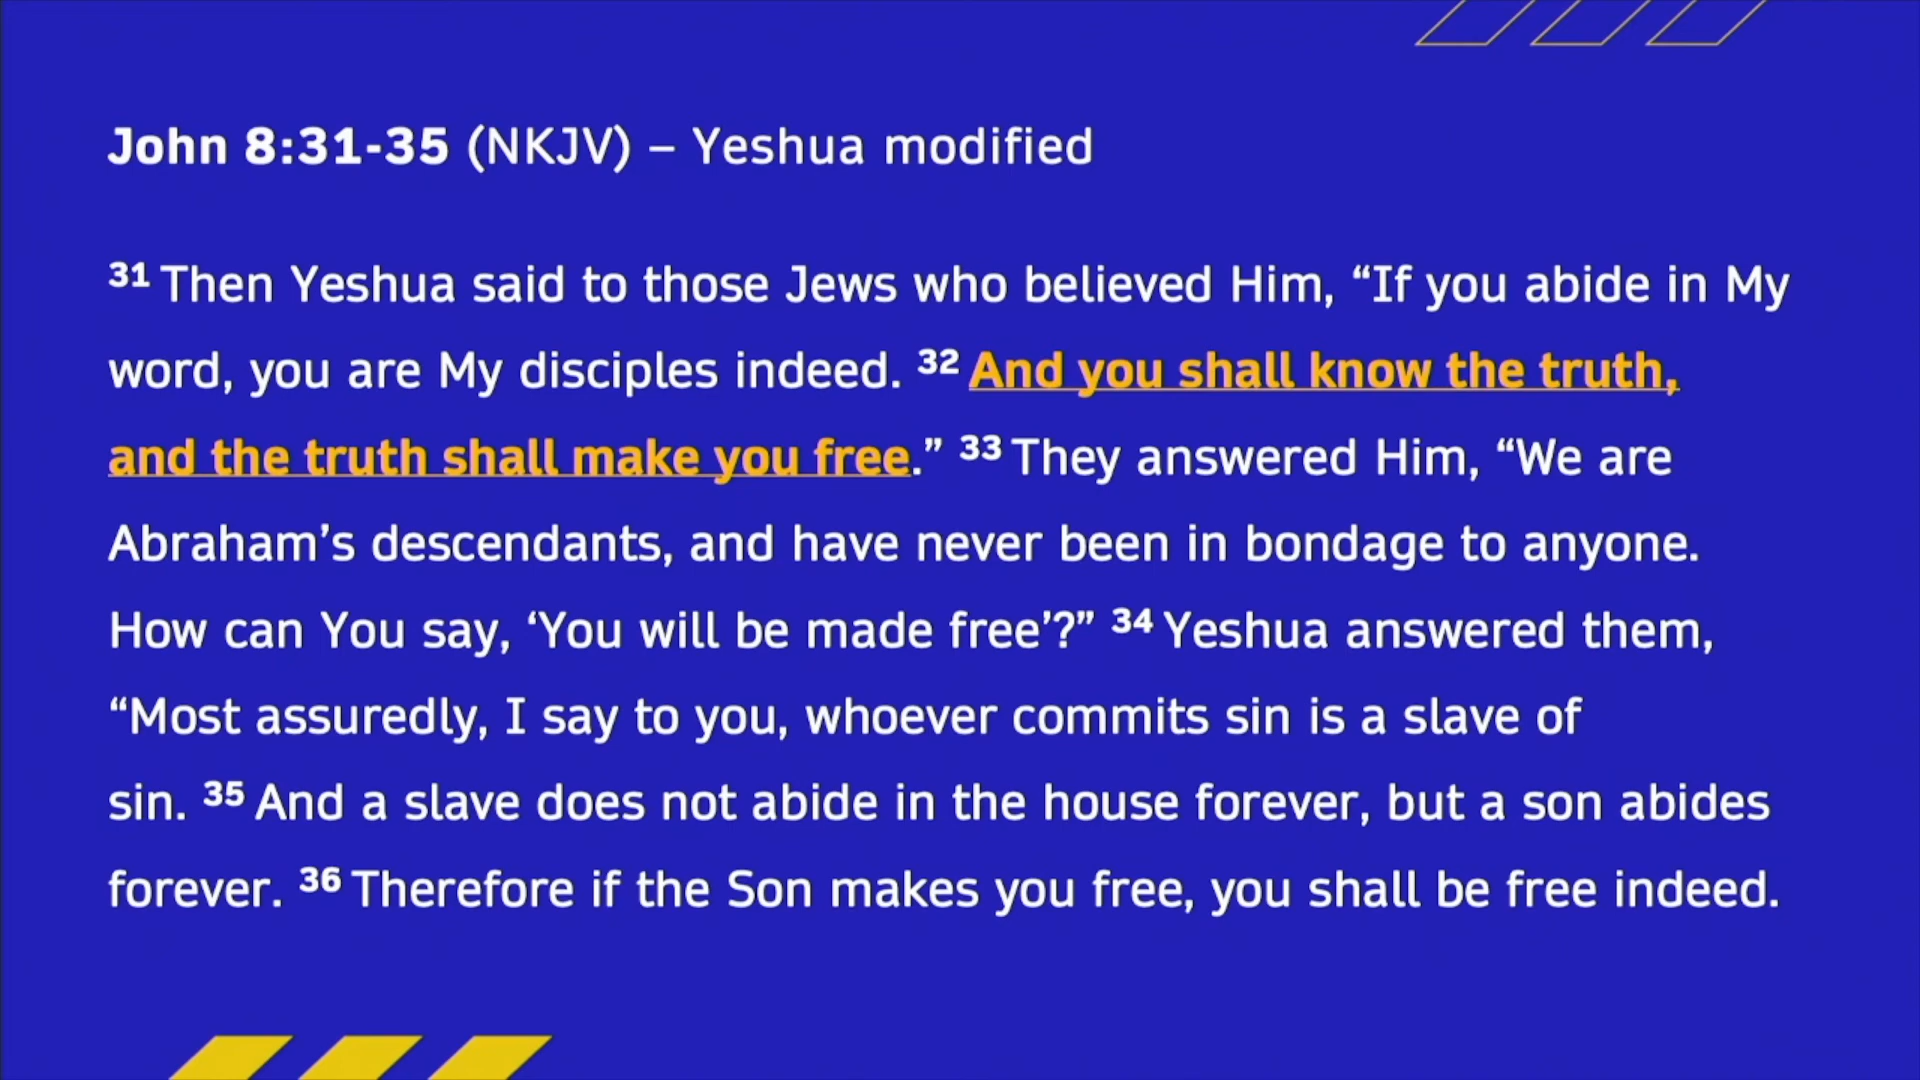 John 8:31-35 (NKJV) – Yeshua modified
31 Then Yeshua said to those Jews who believed Him, “If you abide in My
word, you are My disciples indeed. 32 And you shall know the truth,
and the truth shall make you free.” 33 They answered Him, “We are
Abraham’s descendants, and have never been in bondage to anyone.
How can You say, ‘You will be made free’?” 34 Yeshua answered them,
“Most assuredly, I say to you, whoever commits sin is a slave of
sin. 35 And a slave does not abide in the house forever, but a son abides
forever. 36 Therefore if the Son makes you free, you shall be free indeed.